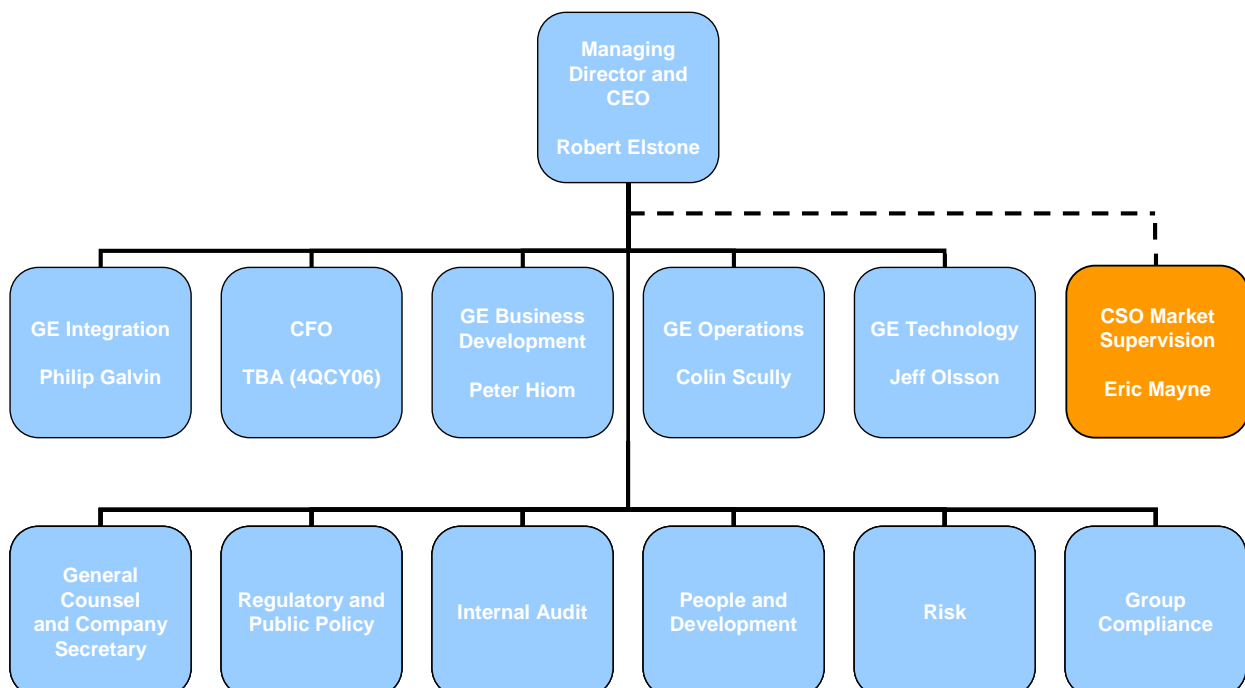 Managing
Director and
CEO
Robert Elstone
GE Integration
Philip Galvin
CFO
TBA (4QCY06)
GE Business
Development
Peter Hiom
GE Operations
Colin Scully
GE Technology
Jeff Olsson
CSO Market
Supervision
Eric Mayne
General
Counsel
and Company
Secretary
Regulatory and
Public Policy
Internal Audit
People and
Development
Risk
Group
Compliance